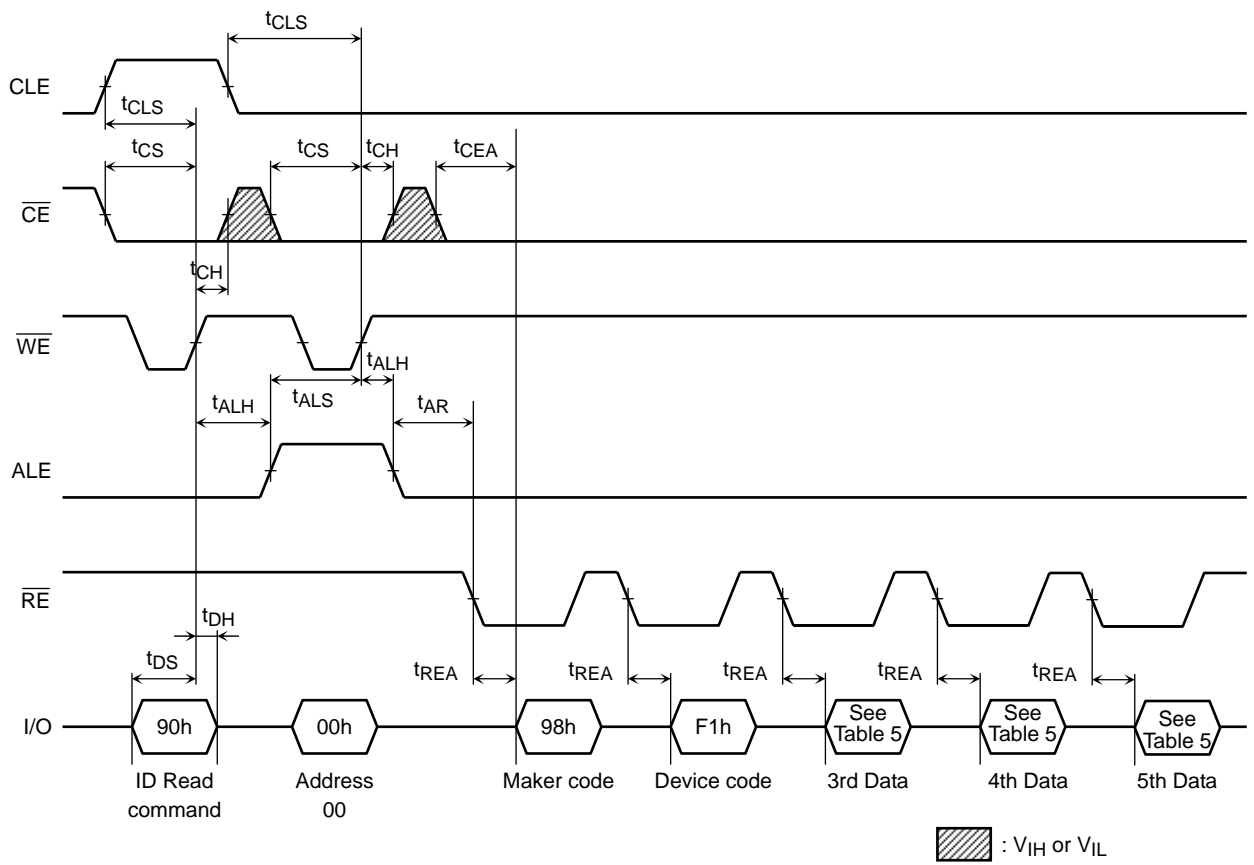 tCLS
CLE
tCLS
tCS
tCS
tCH
tCEA
CE
tCH
WE
tALH
tALH
tALS
tAR
ALE
RE
tDH
tDS
tREA
tREA
tREA
tREA
tREA
I/O
90h
00h
98h
F1h
See
Table 5
See
Table 5
See
Table 5
ID Read
command
Address
00
Maker code
Device code
3rd Data
4th Data
5th Data
: VIH or VIL